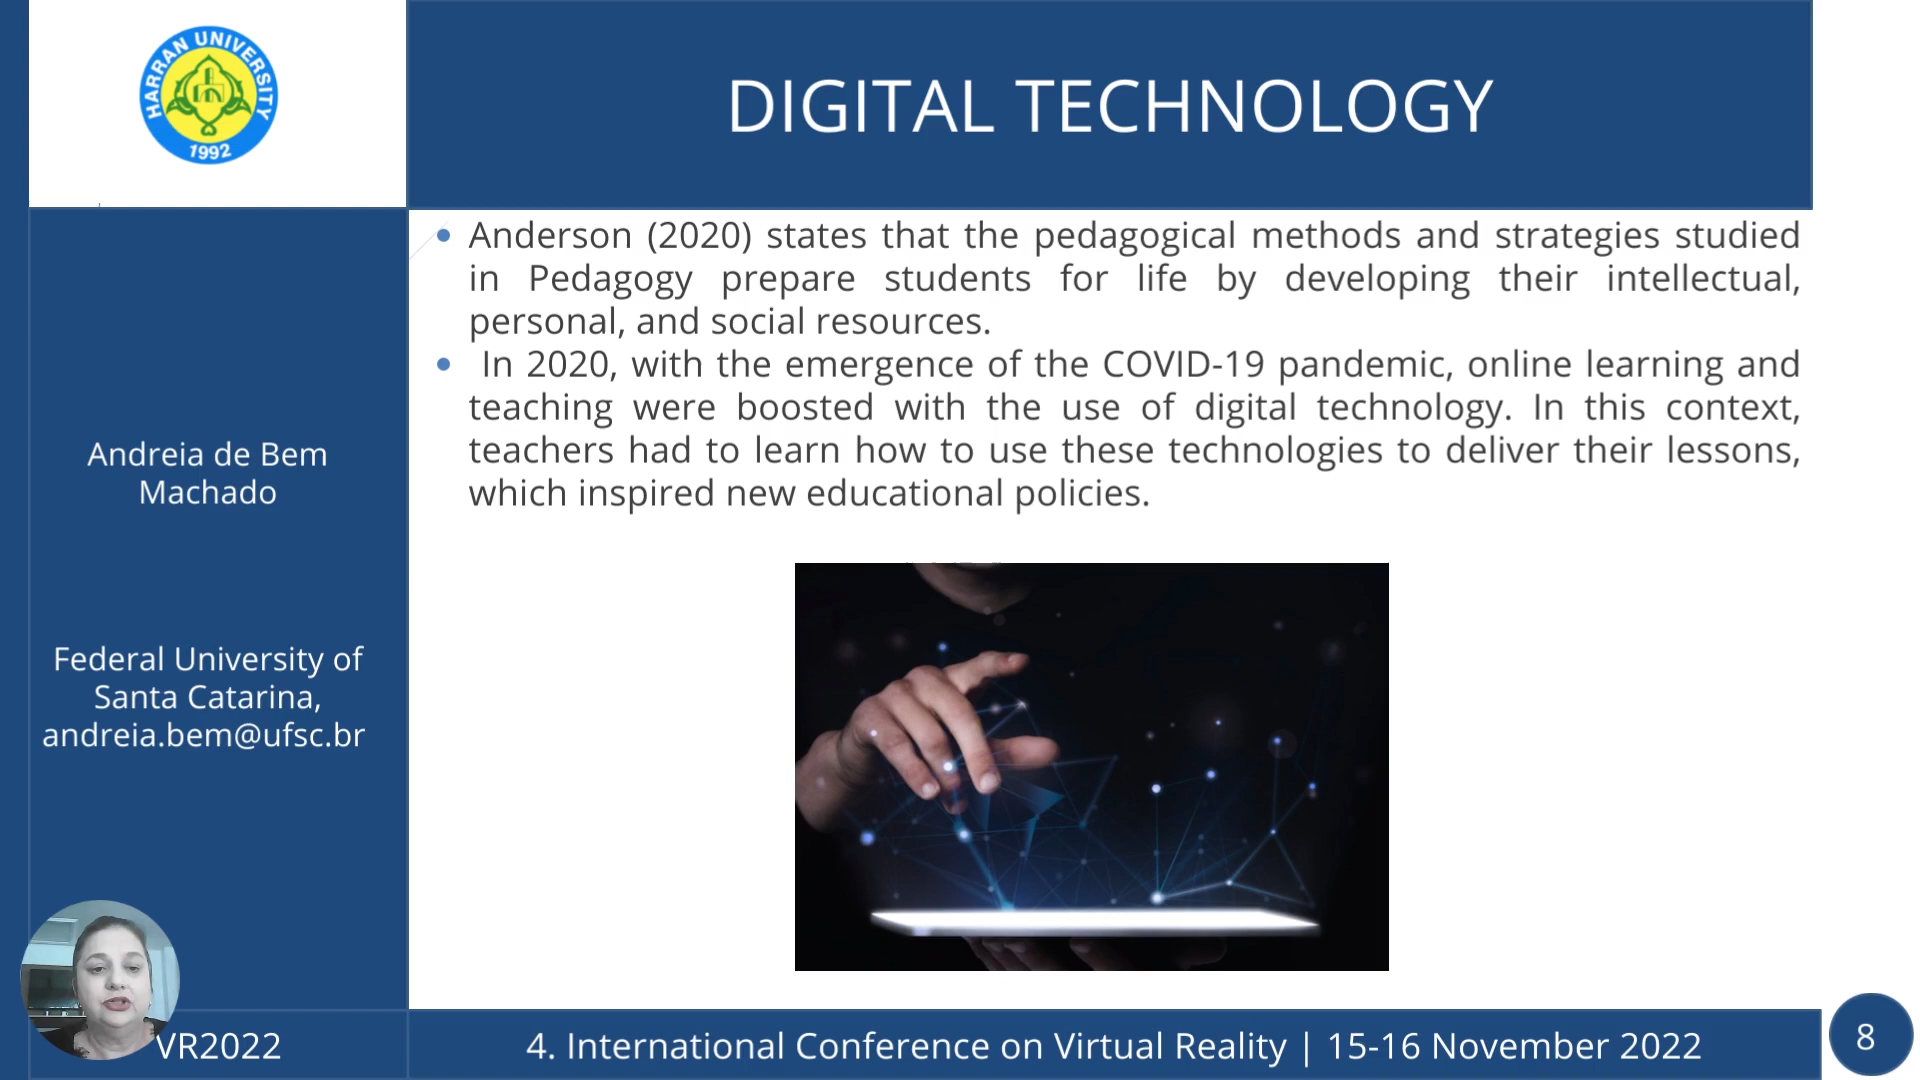 HARRAN UNIVERSITY
1992
DIGITAL TECHNOLOGY
Andreia de Bem
Machado
Federal University of
Santa Catarina,
andreia.bem@ufsc.br
• Anderson (2020) states that the pedagogical methods and strategies studied
in Pedagogy prepare students for life by developing their intellectual,
personal, and social resources.
• In 2020, with the emergence of the COVID-19 pandemic, online learning and
teaching were boosted with the use of digital technology. In this context,
teachers had to learn how to use these technologies to deliver their lessons,
which inspired new educational policies.
VR2022
4. International Conference on Virtual Reality | 15-16 November 2022
8